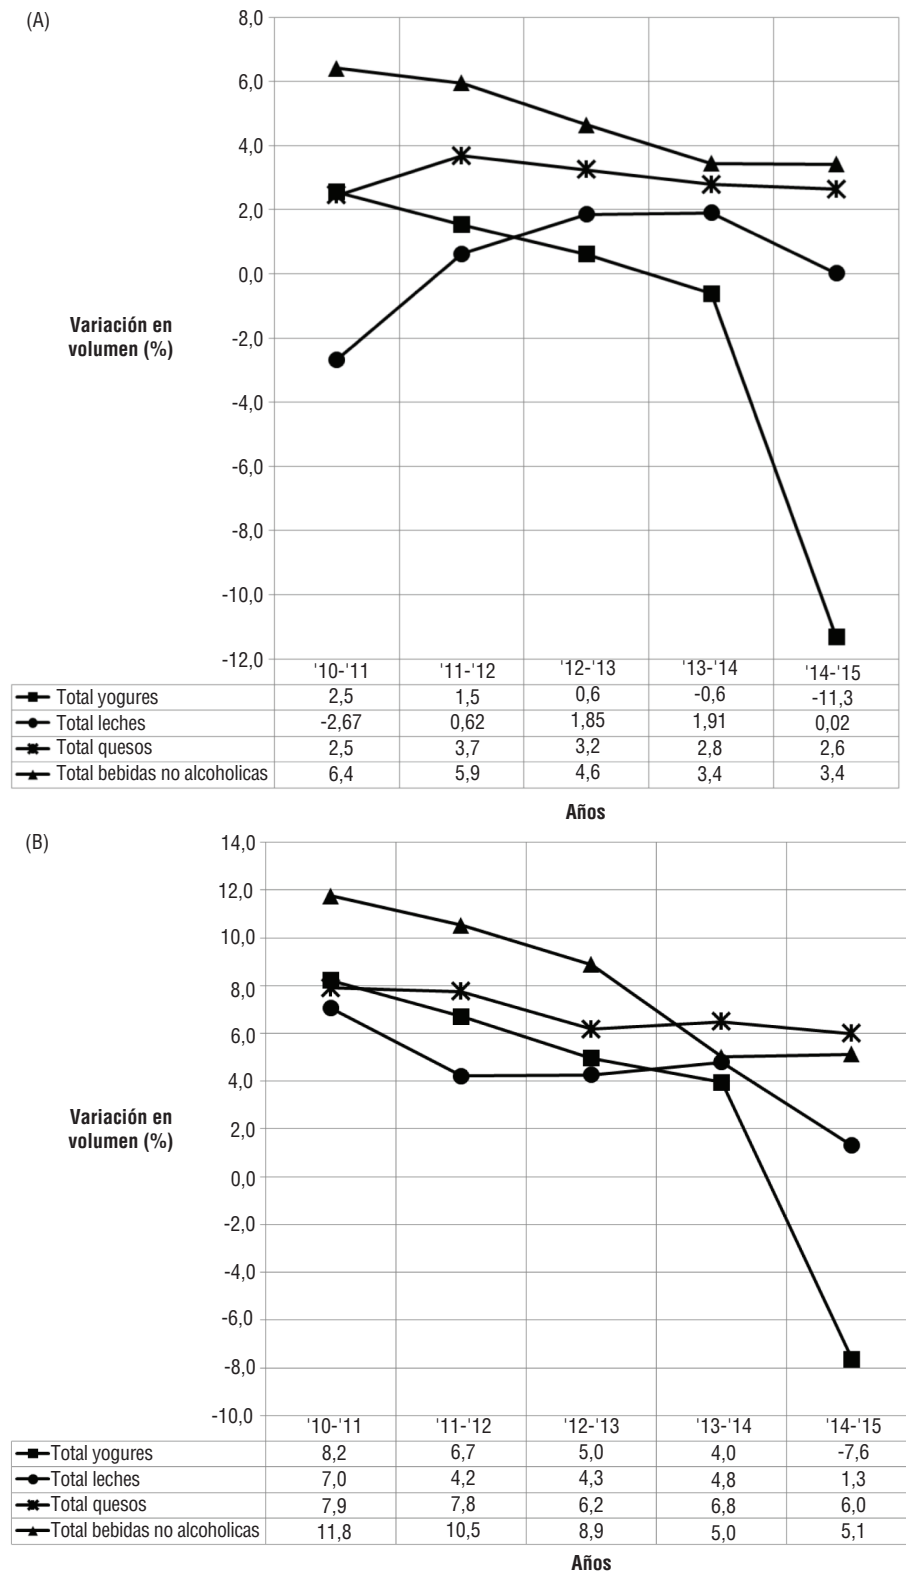 (A)
8,0
6,0
4,0
2,0
0,0
Variación en
volumen (%)
-2,0
-4,0
-6,0
-8,0
-10,0
-12,0
'10-'11 '11-'12 '12-'13 '13-'14 '14-'15
Total yogures 2,5 1,5 0,6 -0,6 -11,3
Total leches -2,67 0,62 1,85 1,91 0,02
Total quesos 2,5 3,7 3,2 2,8 2,6
Total bebidas no alcoholicas 6,4 5,9 4,6 3,4 3,4
Años
(B)
14,0
12,0
10,0
8,0
6,0
4,0
Variación en
volumen (%)
2,0
0,0
-2,0
-4,0
-6,0
-8,0
-10,0
'10-'11 '11-'12 '12-'13 '13-'14 '14-'15
Total yogures 8,2 6,7 5,0 4,0 -7,6
Total leches 7,0 4,2 4,3 4,8 1,3
Total quesos 7,9 7,8 6,2 6,8 6,0
Total bebidas no alcoholicas 11,8 10,5 8,9 5,0 5,1
Años